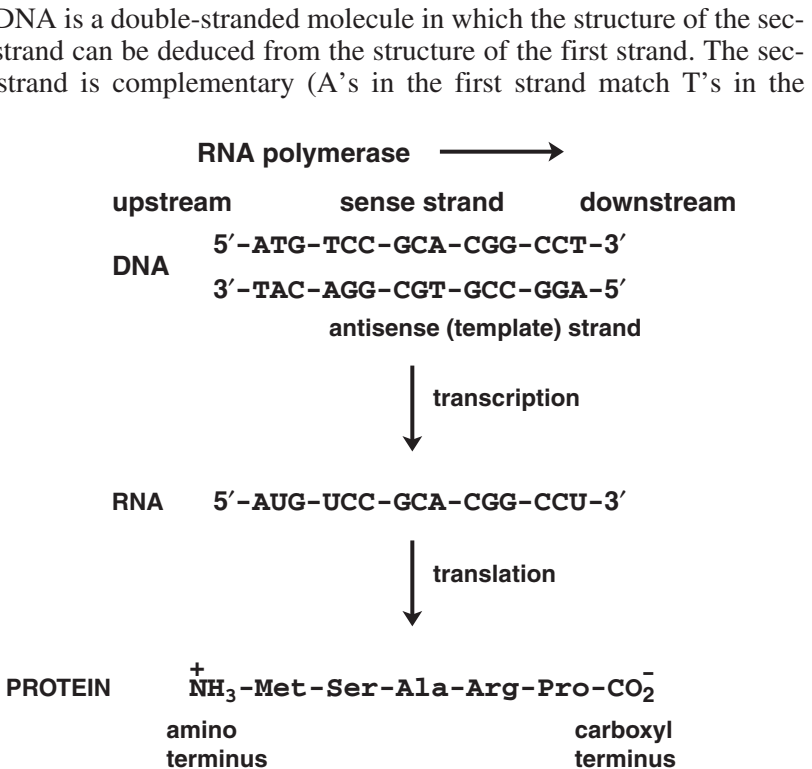 DNA is a double-stranded molecule in which the structure of the sec-
strand can be deduced from the structure of the first strand. The sec-
strand is complementary (A's in the first strand match T's in the
RNA polymerase
upstream sense strand downstream
5′-ATG-TCC-GCA-CGG-CCT-3′
DNA
3′-TAC-AGG-CGT-GCC-GGA-5′
antisense (template) strand
transcription
RNA 5′-AUG-UCC-GCA-CGG-CCU-3′
translation
PROTEIN N⁺H₃-Met-Ser-Ala-Arg-Pro-CO₂⁻
amino carboxyl
terminus terminus